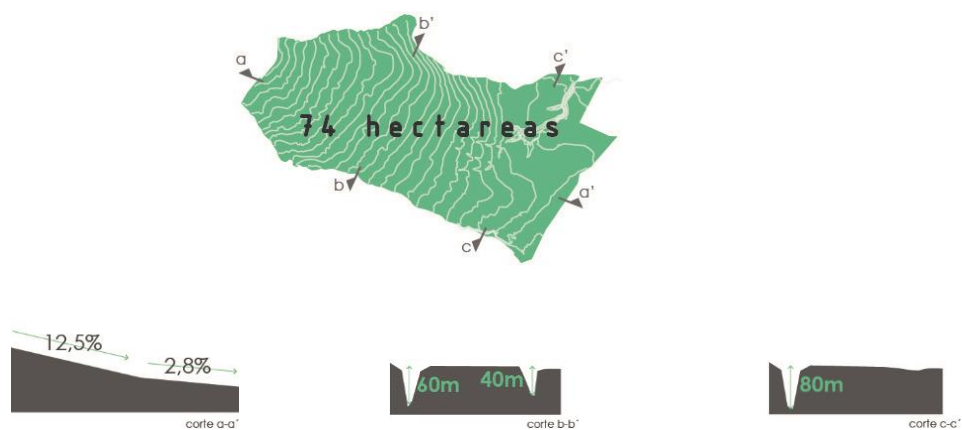 b'
c'
a
74 hectareas
b
a'
c
12,5%
2,8%
60m
40m
80m
corte a-a´
corte b-b´
corte c-c´